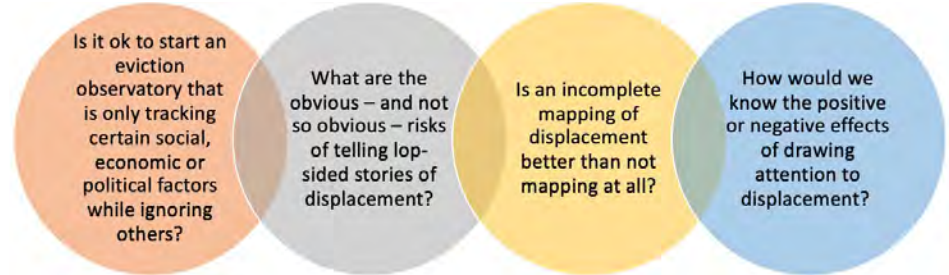 Is it ok to start an
eviction
observatory that
is only tracking
certain social,
economic or
political factors
while ignoring
others?
What are the
obvious – and not
so obvious – risks
of telling lop-
sided stories of
displacement?
Is an incomplete
mapping of
displacement
better than not
mapping at all?
How would we
know the positive
or negative effects
of drawing
attention to
displacement?